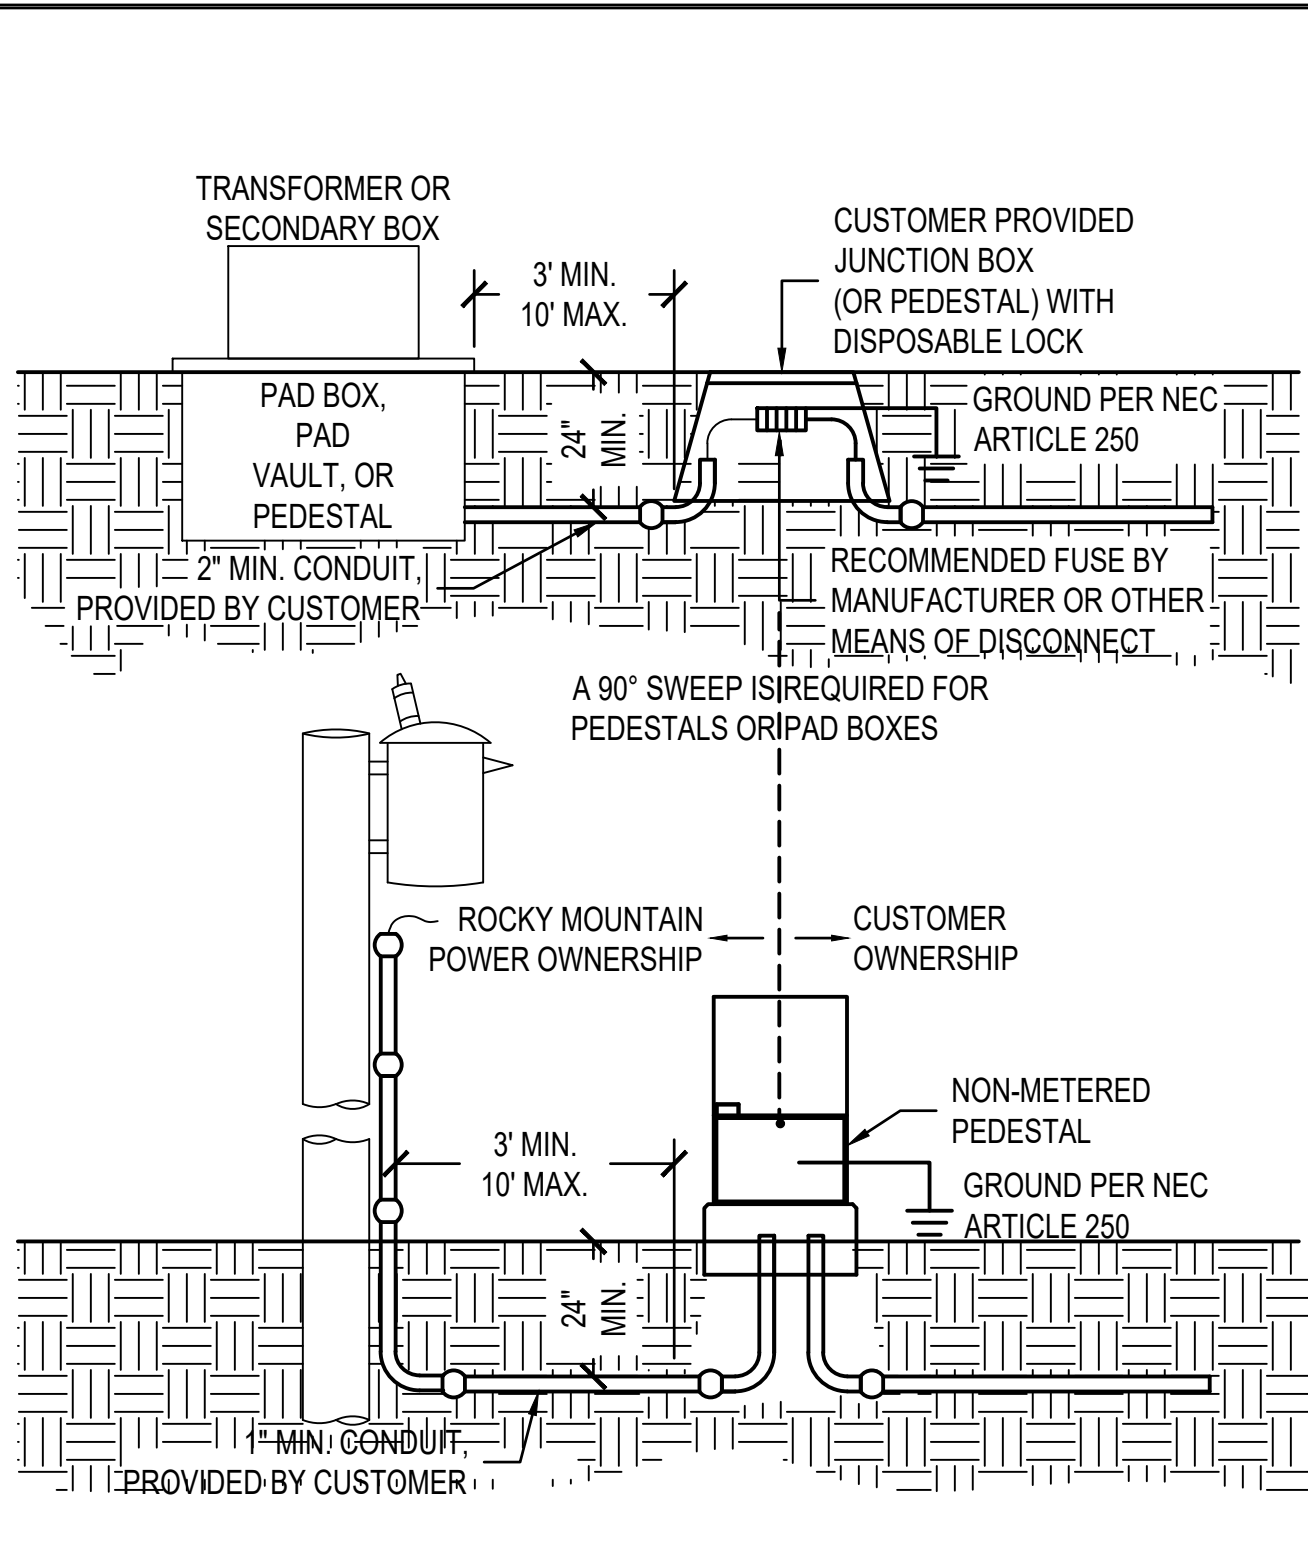 TRANSFORMER OR
SECONDARY BOX
3' MIN.
10' MAX.
CUSTOMER PROVIDED
JUNCTION BOX
(OR PEDESTAL) WITH
DISPOSABLE LOCK
PAD BOX,
PAD
VAULT, OR
PEDESTAL
24"
MIN.
GROUND PER NEC
ARTICLE 250
2" MIN. CONDUIT,
PROVIDED BY CUSTOMER
RECOMMENDED FUSE BY
MANUFACTURER OR OTHER
MEANS OF DISCONNECT
A 90° SWEEP IS REQUIRED FOR
PEDESTALS OR PAD BOXES
ROCKY MOUNTAIN
POWER OWNERSHIP
CUSTOMER
OWNERSHIP
NON-METERED
PEDESTAL
3' MIN.
10' MAX.
GROUND PER NEC
ARTICLE 250
24"
MIN.
1" MIN. CONDUIT,
PROVIDED BY CUSTOMER